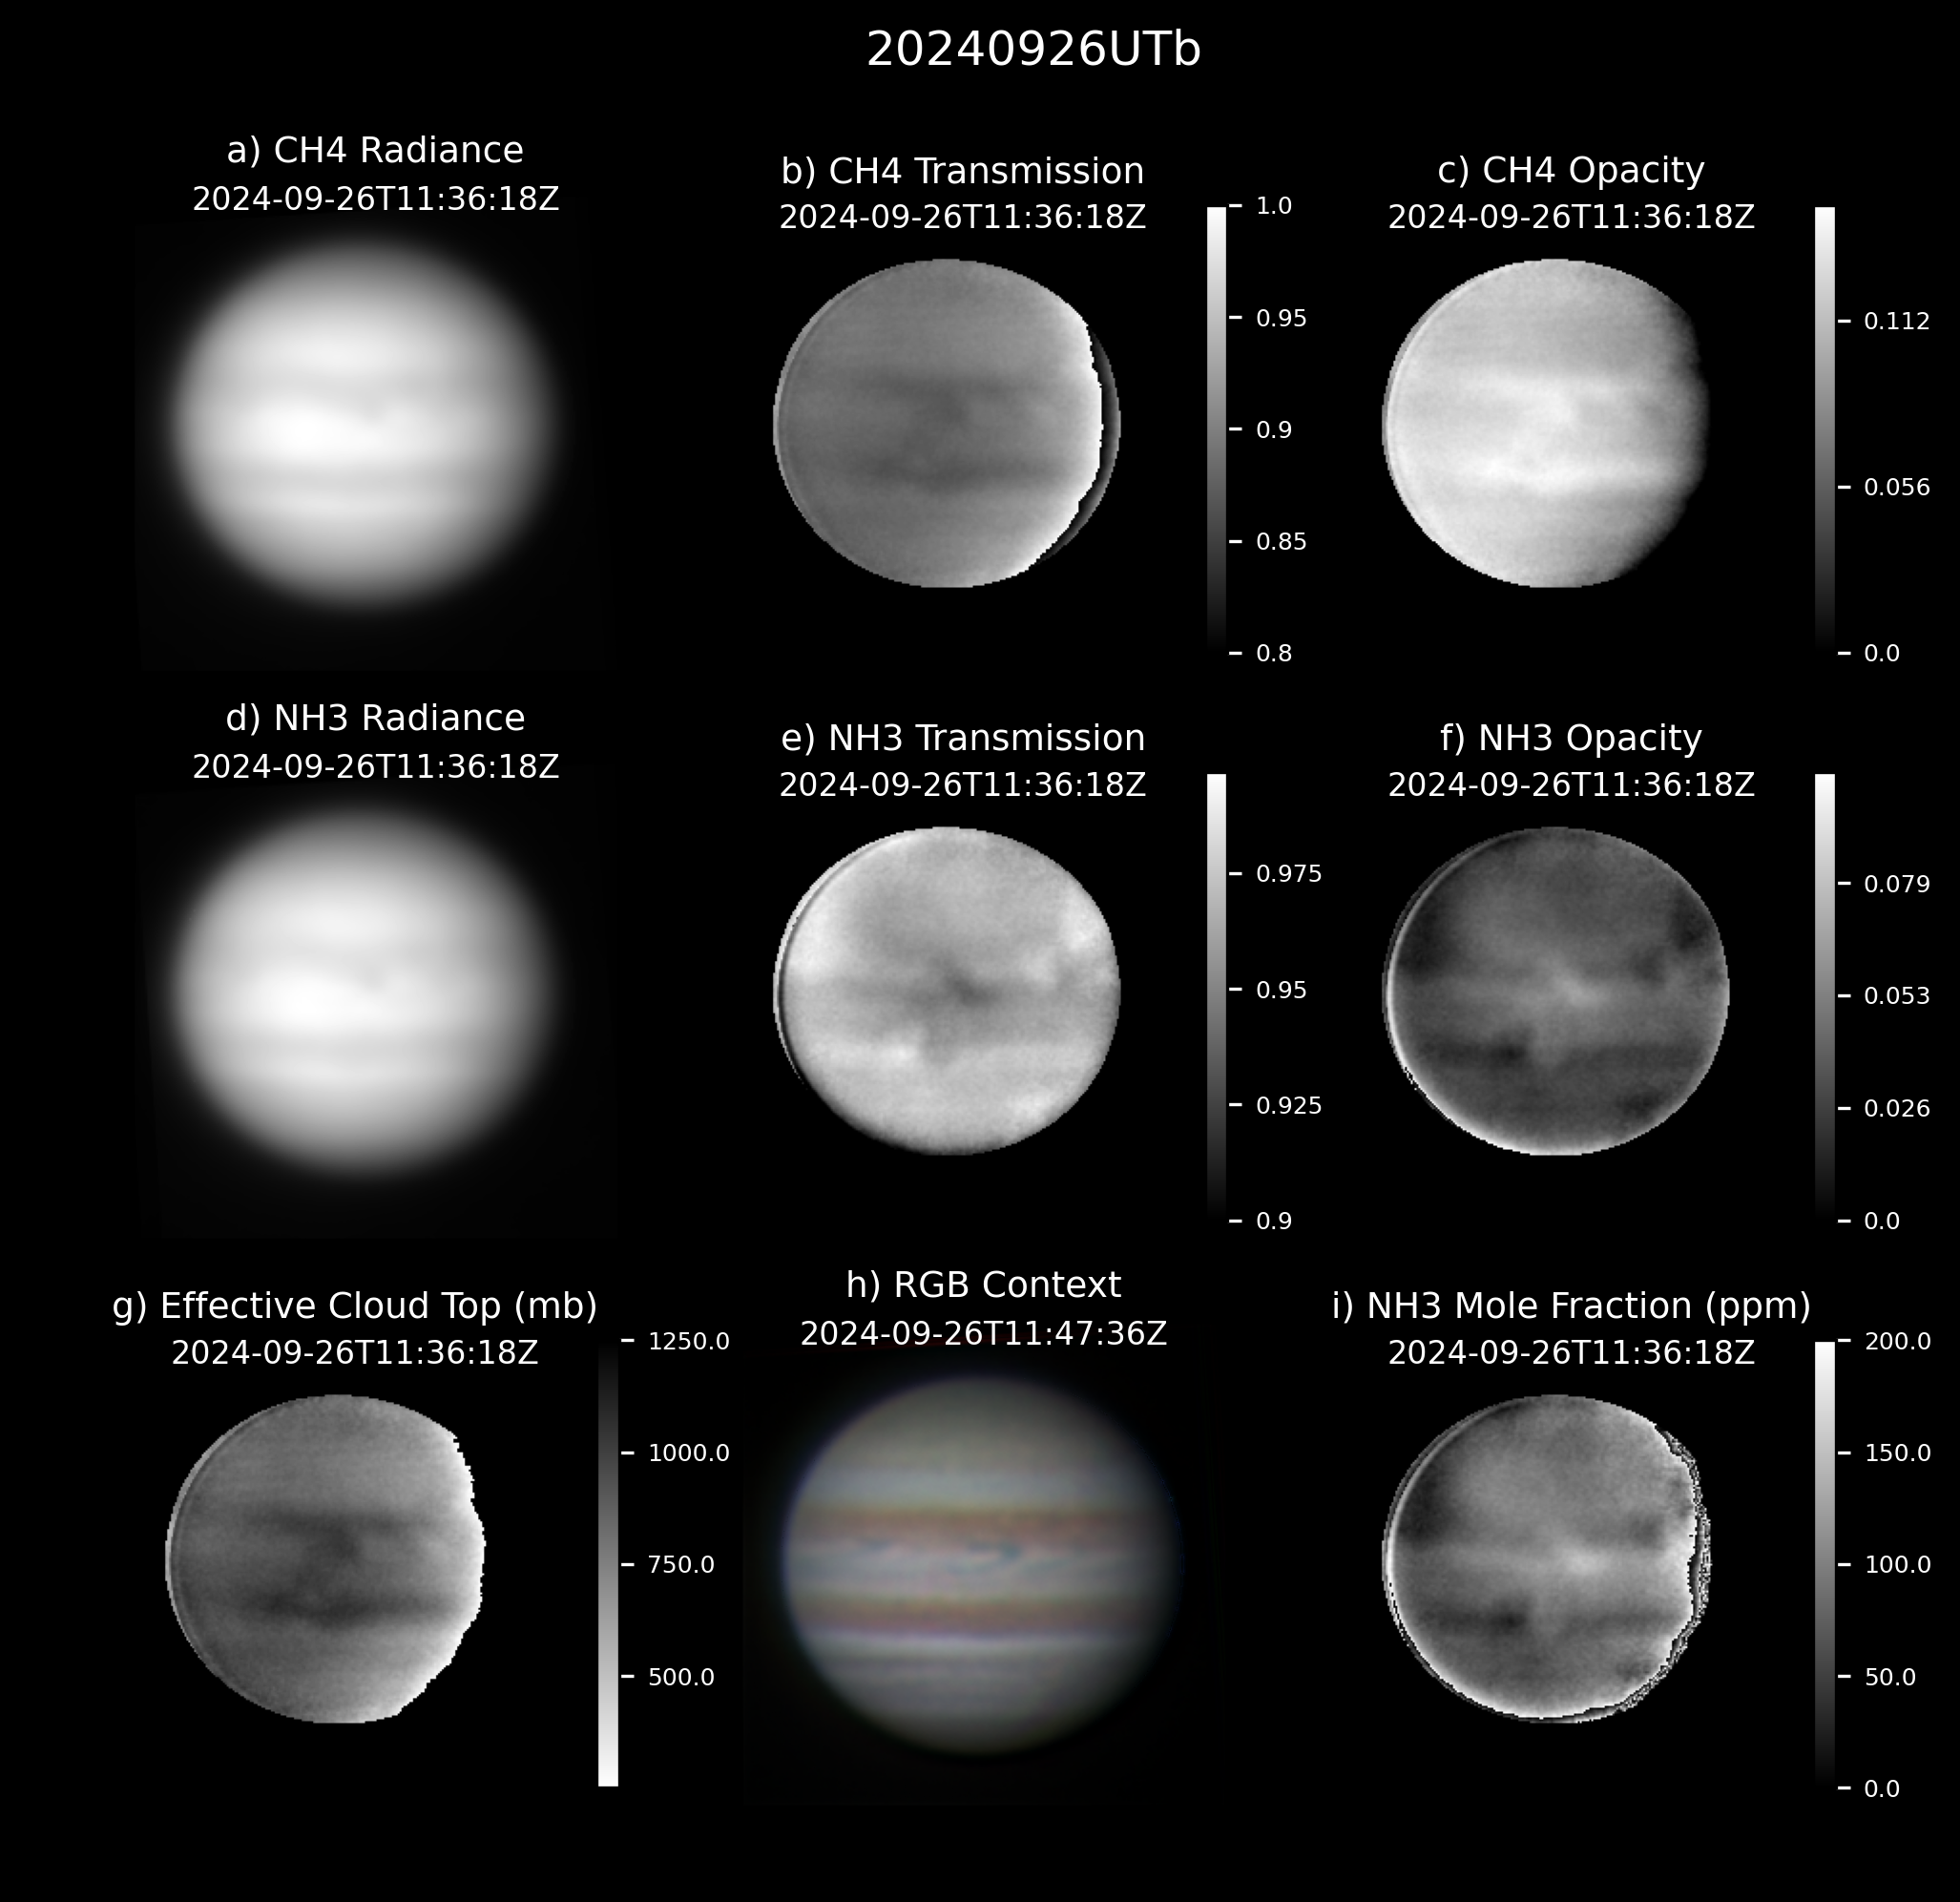 20240926UTb
a) CH4 Radiance
2024-09-26T11:36:18Z
b) CH4 Transmission
2024-09-26T11:36:18Z
1.0
0.95
0.9
0.85
0.8
c) CH4 Opacity
2024-09-26T11:36:18Z
0.112
0.056
0.0
d) NH3 Radiance
2024-09-26T11:36:18Z
e) NH3 Transmission
2024-09-26T11:36:18Z
0.975
0.95
0.925
0.9
f) NH3 Opacity
2024-09-26T11:36:18Z
0.079
0.053
0.026
0.0
g) Effective Cloud Top (mb)
2024-09-26T11:36:18Z
1250.0
1000.0
750.0
500.0
h) RGB Context
2024-09-26T11:47:36Z
i) NH3 Mole Fraction (ppm)
2024-09-26T11:36:18Z
200.0
150.0
100.0
50.0
0.0